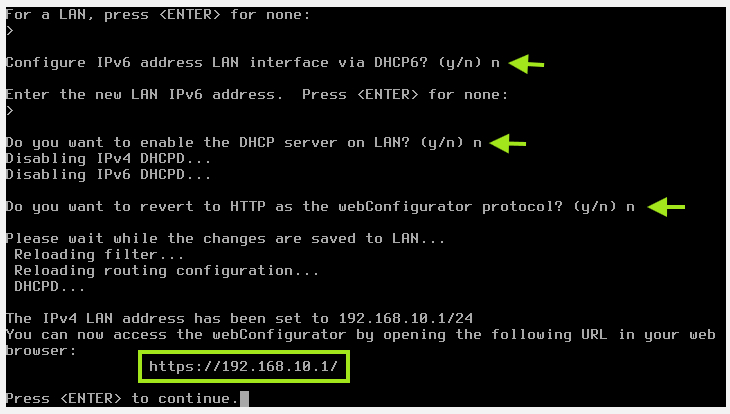 For a LAN, press <ENTER> for none:
>
Configure IPv6 address LAN interface via DHCP6? (y/n) n
Enter the new LAN IPv6 address.  Press <ENTER> for none:
>
Do you want to enable the DHCP server on LAN? (y/n) n
Disabling IPv4 DHCPD...
Disabling IPv6 DHCPD...
Do you want to revert to HTTP as the webConfigurator protocol? (y/n) n
Please wait while the changes are saved to LAN...
Reloading filter...
Reloading routing configuration...
DHCPD...
The IPv4 LAN address has been set to 192.168.10.1/24
You can now access the webConfigurator by opening the following URL in your web
browser:
https://192.168.10.1/
Press <ENTER> to continue.